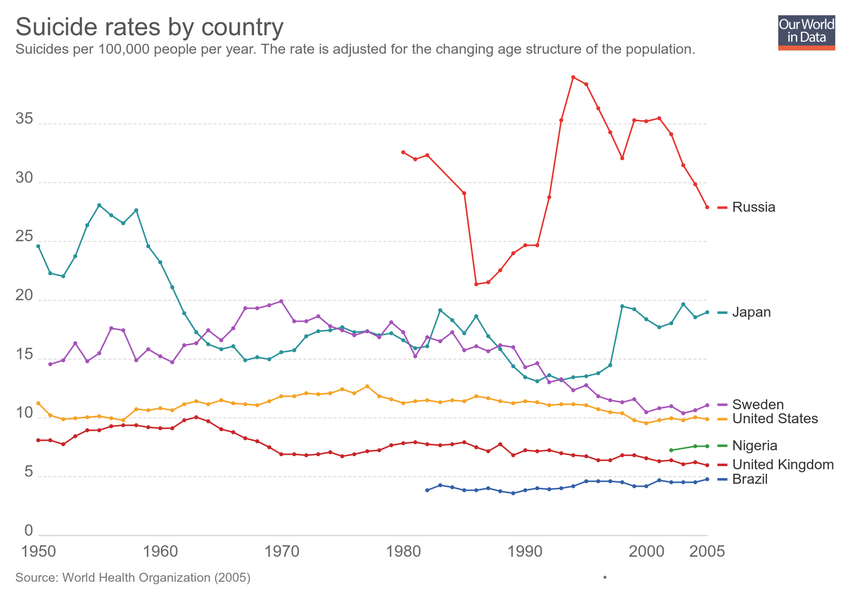 Suicide rates by country
Suicides per 100,000 people per year. The rate is adjusted for the changing age structure of the population.
Our World
in Data
35
30
25
20
15
10
5
0
Russia
Japan
Sweden
United States
Nigeria
United Kingdom
Brazil
1950 1960 1970 1980 1990 2000 2005
Source: World Health Organization (2005)